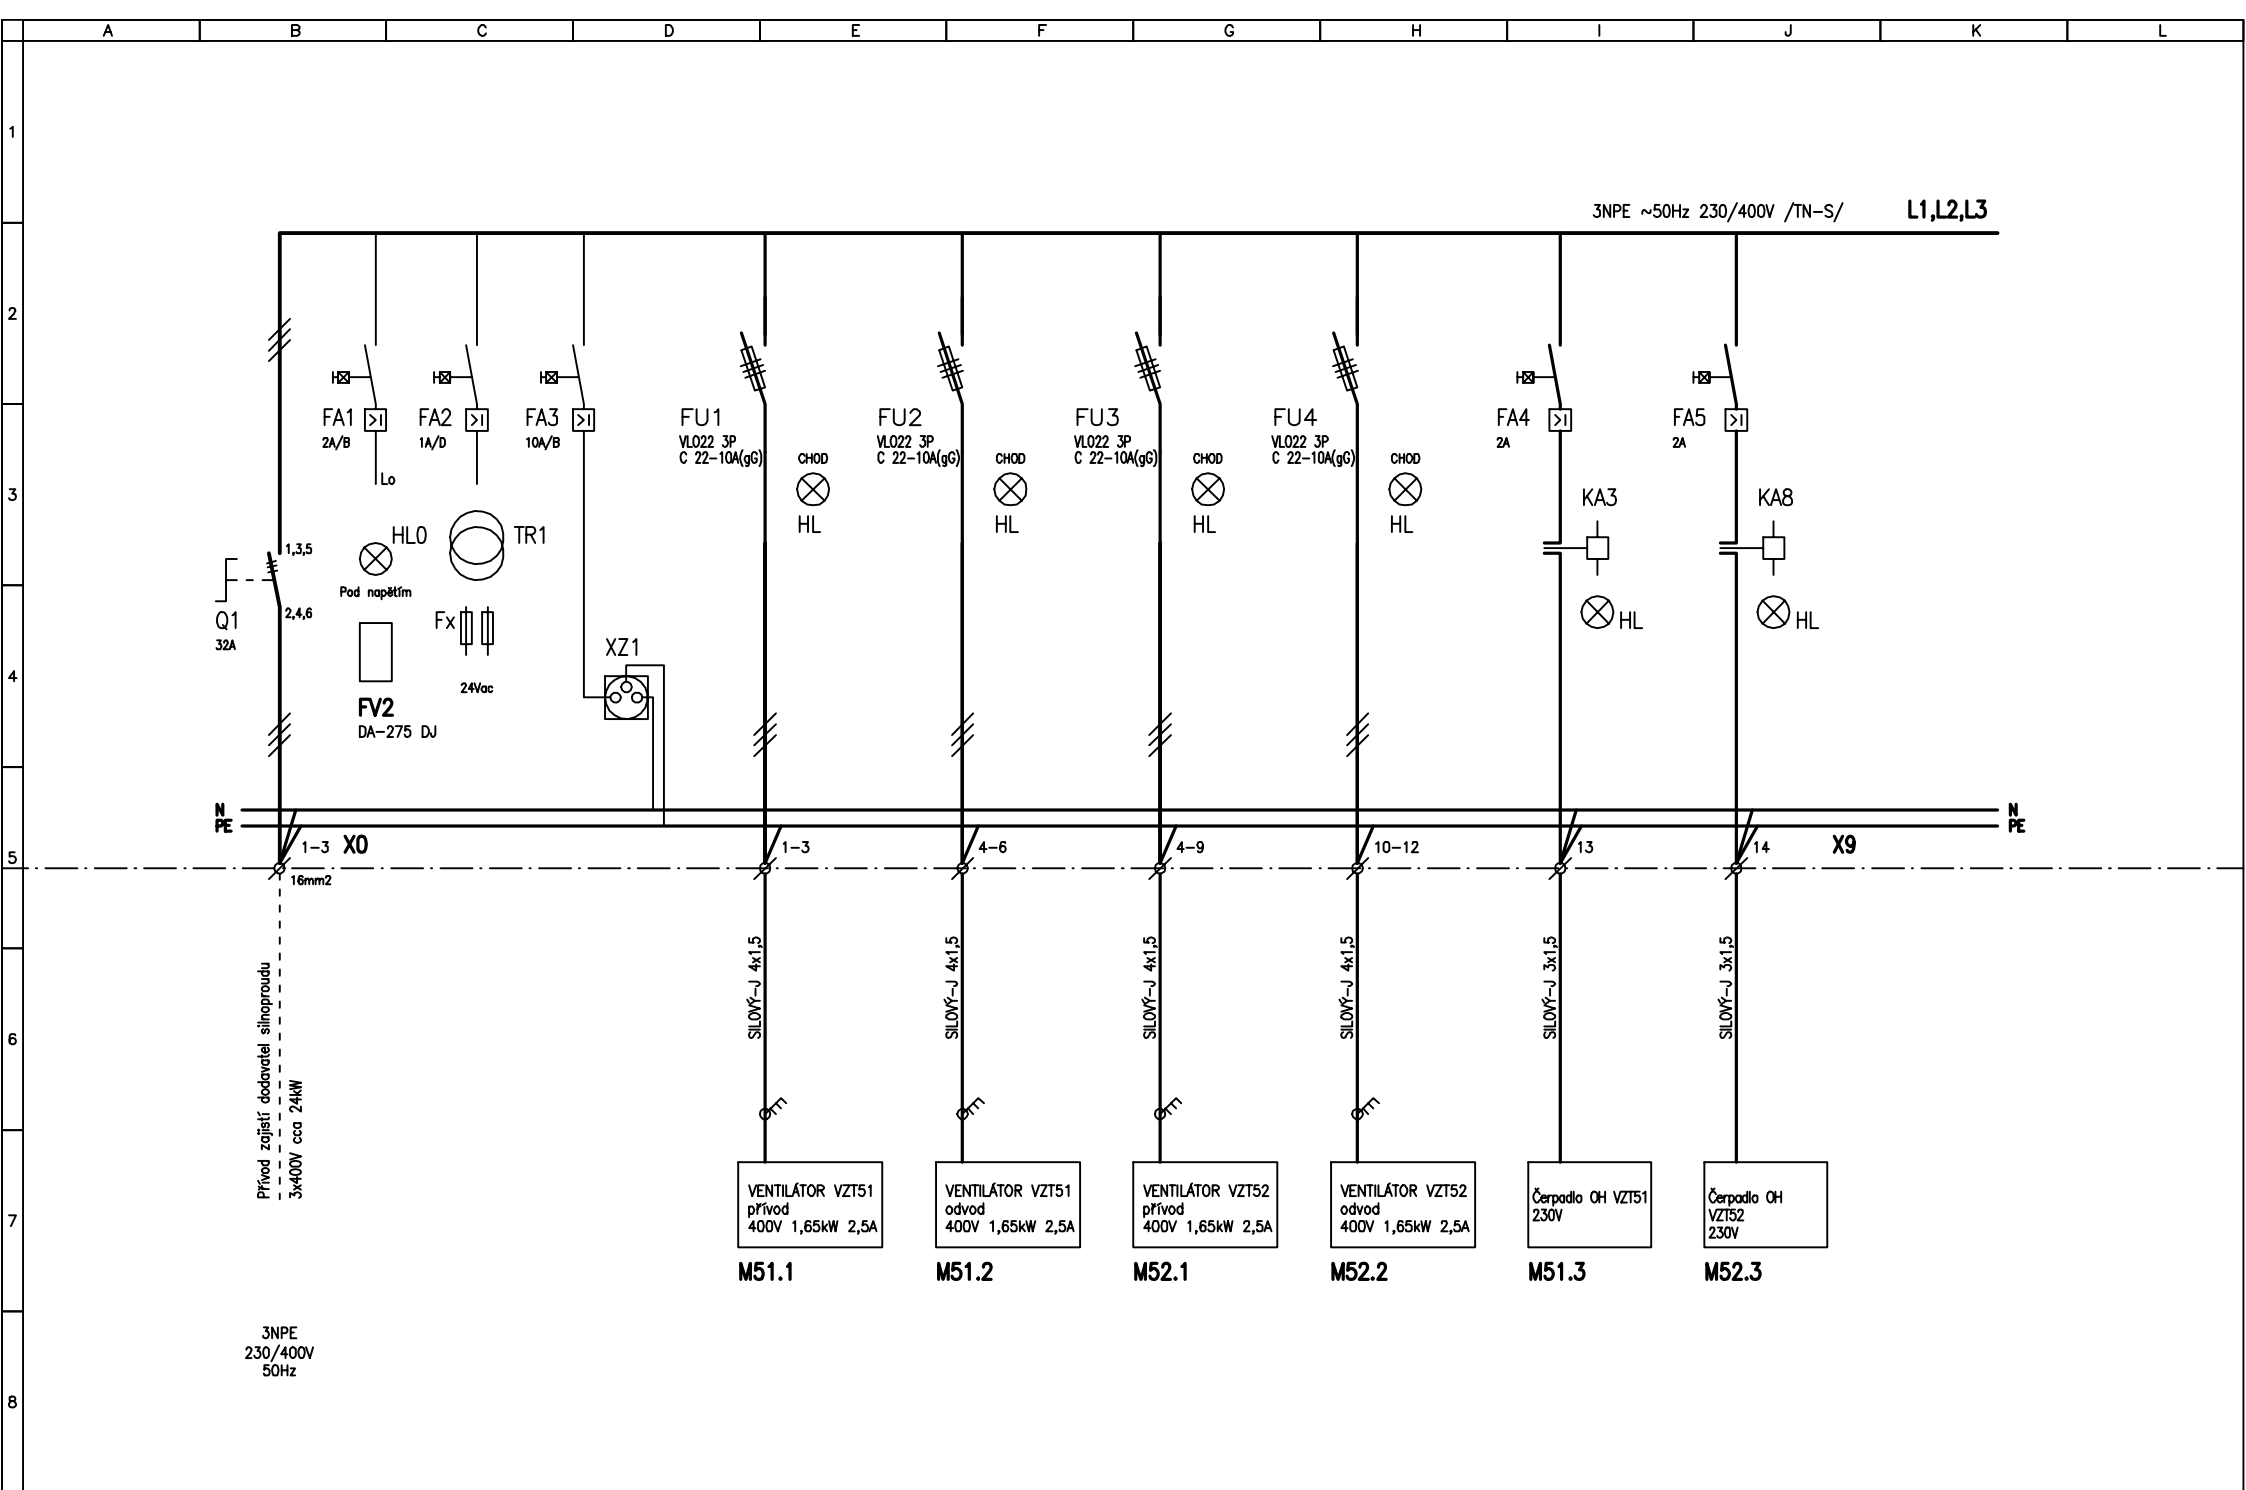 A B C D E F G H I J K L
1
2
3
4
5
6
7
8
3NPE ~50Hz 230/400V /TN-S/ L1,L2,L3
FA1
2A/B
Lo
FA2
1A/D
FA3
10A/B
FU1
VLO22 3P
C 22-10A(gG)
CHOD
HL
FU2
VLO22 3P
C 22-10A(gG)
CHOD
HL
FU3
VLO22 3P
C 22-10A(gG)
CHOD
HL
FU4
VLO22 3P
C 22-10A(gG)
CHOD
HL
FA4
2A
KA3
HL
FA5
2A
KA8
HL
1,3,5
2,4,6
Q1
32A
HL0
Pod napětím
TR1
Fx
24Vac
FV2
DA-275 DJ
XZ1
N
PE
N
PE
1-3 X0
16mm2
1-3
4-6
4-9
10-12
13
14
X9
Přívod zajistí dodavatel silnoproudu
3x400V cca 24kW
SILOVÝ-J 4x1,5
SILOVÝ-J 4x1,5
SILOVÝ-J 4x1,5
SILOVÝ-J 4x1,5
SILOVÝ-J 3x1,5
SILOVÝ-J 3x1,5
VENTILÁTOR VZT51
přívod
400V 1,65kW 2,5A
M51.1
VENTILÁTOR VZT51
odvod
400V 1,65kW 2,5A
M51.2
VENTILÁTOR VZT52
přívod
400V 1,65kW 2,5A
M52.1
VENTILÁTOR VZT52
odvod
400V 1,65kW 2,5A
M52.2
Čerpadlo OH VZT51
230V
M51.3
Čerpadlo OH
VZT52
230V
M52.3
3NPE
230/400V
50Hz